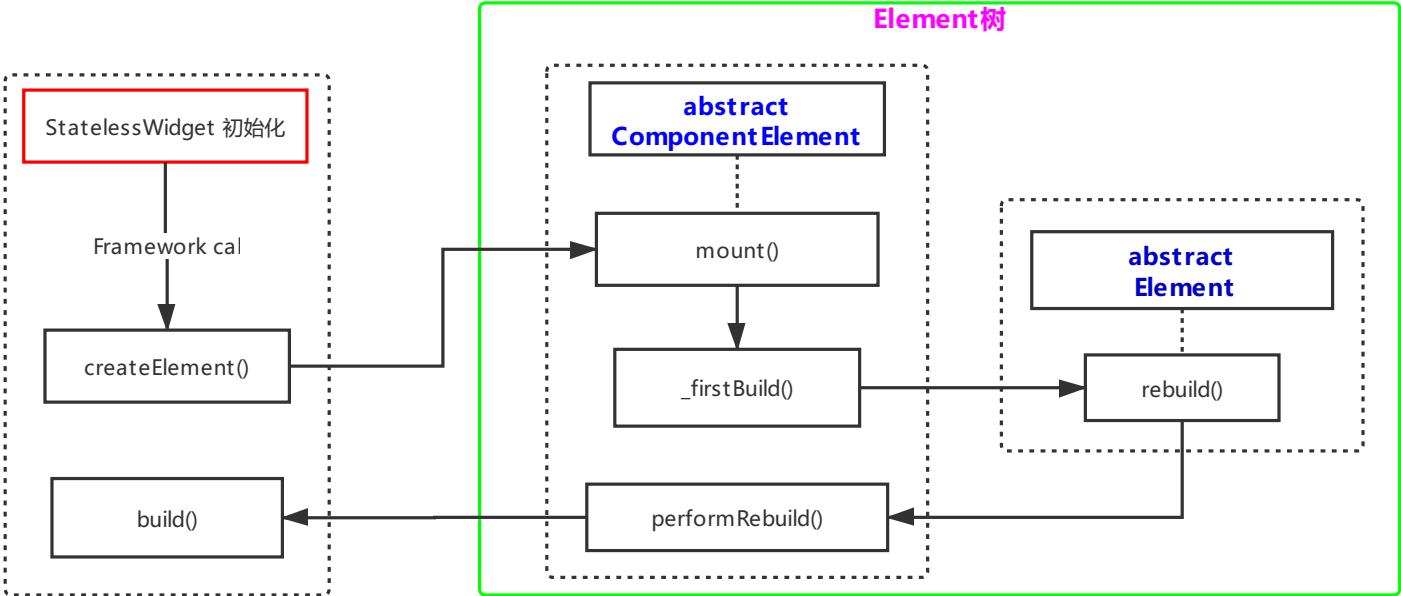 Element树
StatelessWidget 初始化
Framework cal
createElement()
build()
abstract
ComponentElement
mount()
_firstBuild()
performRebuild()
abstract
Element
rebuild()